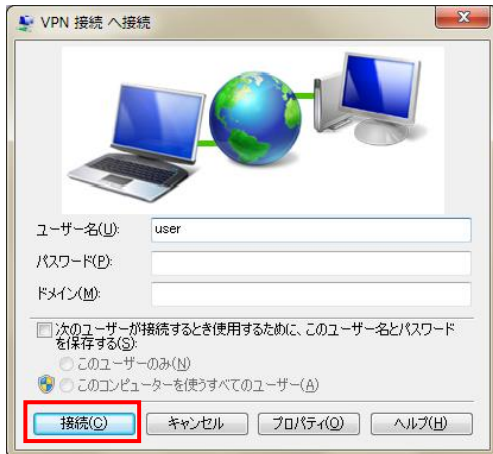 VPN 接続 へ接続
ユーザー名(U):
user
パスワード(P):
ドメイン(M):
次のユーザーが接続するとき使用するために、このユーザー名とパスワード
を保存する(S):
このユーザーのみ(N)
このコンピューターを使うすべてのユーザー(A)
接続(C) キャンセル プロパティ(O) ヘルプ(H)